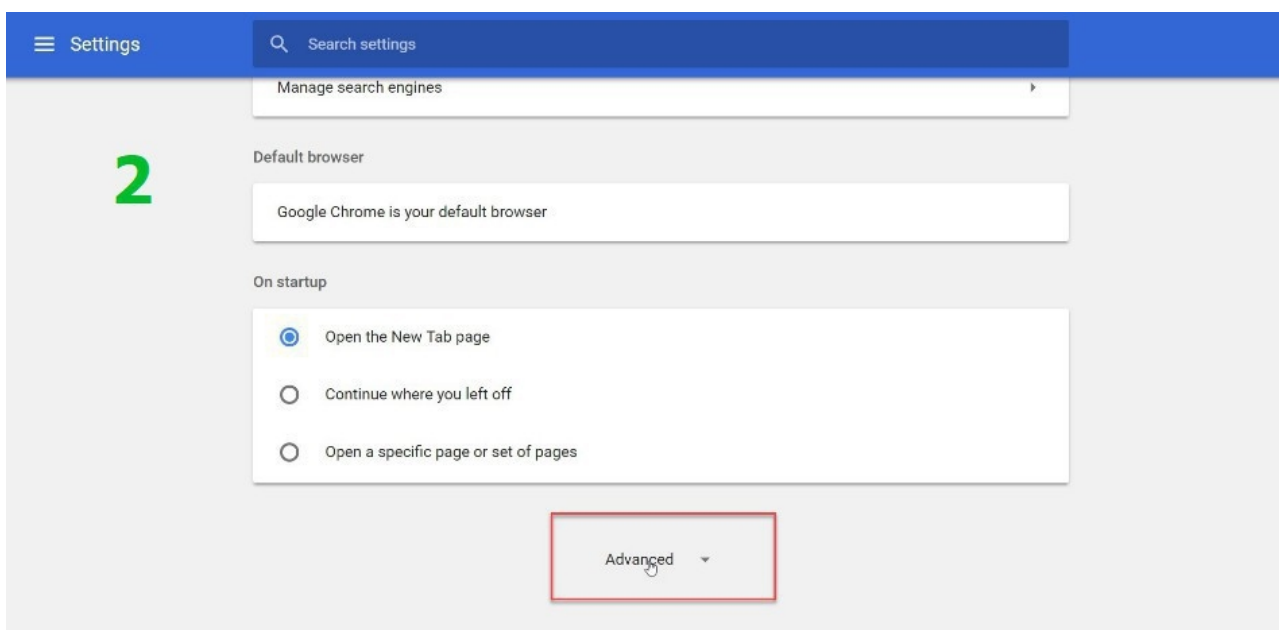 Settings
Search settings
Manage search engines
2
Default browser
Google Chrome is your default browser
On startup
Open the New Tab page
Continue where you left off
Open a specific page or set of pages
Advanced